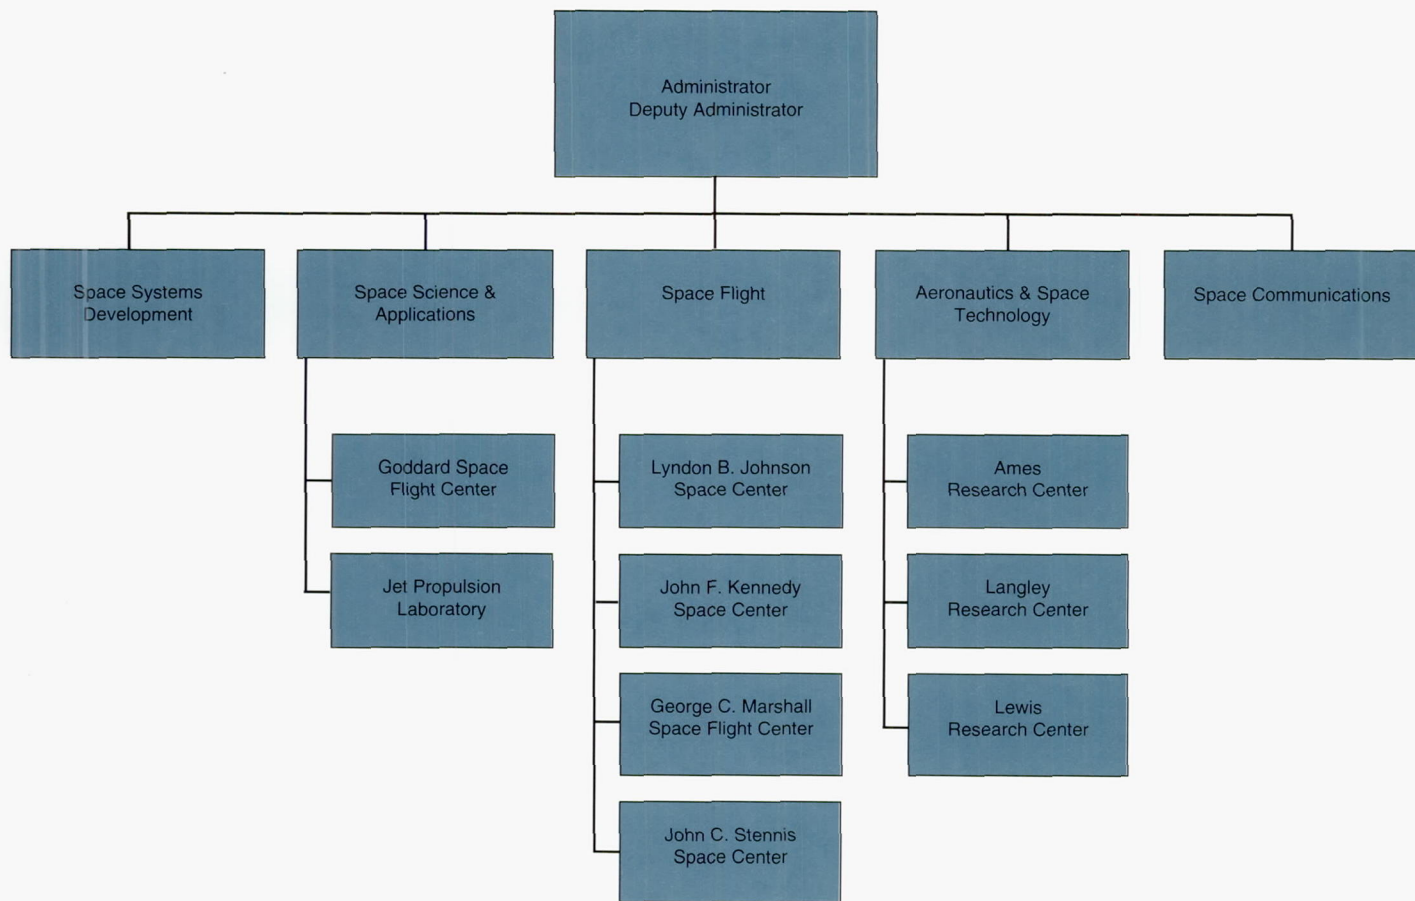 Administrator
Deputy Administrator
Space Systems
Development
Space Science &
Applications
Space Flight
Aeronautics & Space
Technology
Space Communications
Goddard Space
Flight Center
Jet Propulsion
Laboratory
Lyndon B. Johnson
Space Center
John F. Kennedy
Space Center
George C. Marshall
Space Flight Center
John C. Stennis
Space Center
Ames
Research Center
Langley
Research Center
Lewis
Research Center